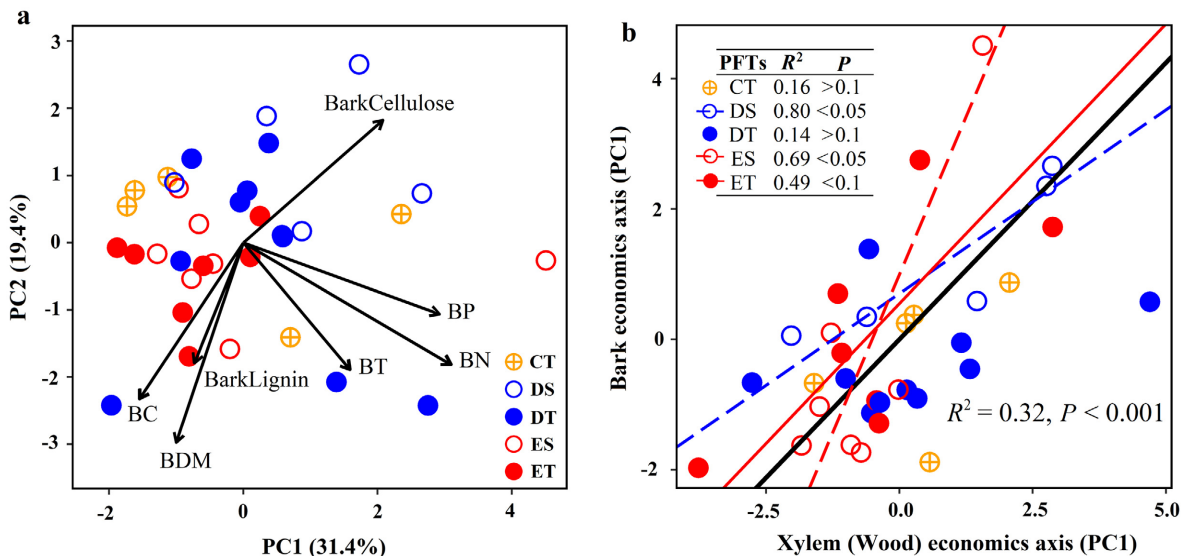 a
PC2 (19.4%)
3
2
1
0
-1
-2
-3
BarkCellulose
BP
BN
BT
BarkLignin
BC
BDM
CT
DS
DT
ES
ET
-2
0
2
4
PC1 (31.4%)
b
Bark economics axis (PC1)
4
2
0
-2
PFTs R² P
CT 0.16 >0.1
DS 0.80 <0.05
DT 0.14 >0.1
ES 0.69 <0.05
ET 0.49 <0.1
R² = 0.32, P < 0.001
-2.5
0.0
2.5
5.0
Xylem (Wood) economics axis (PC1)